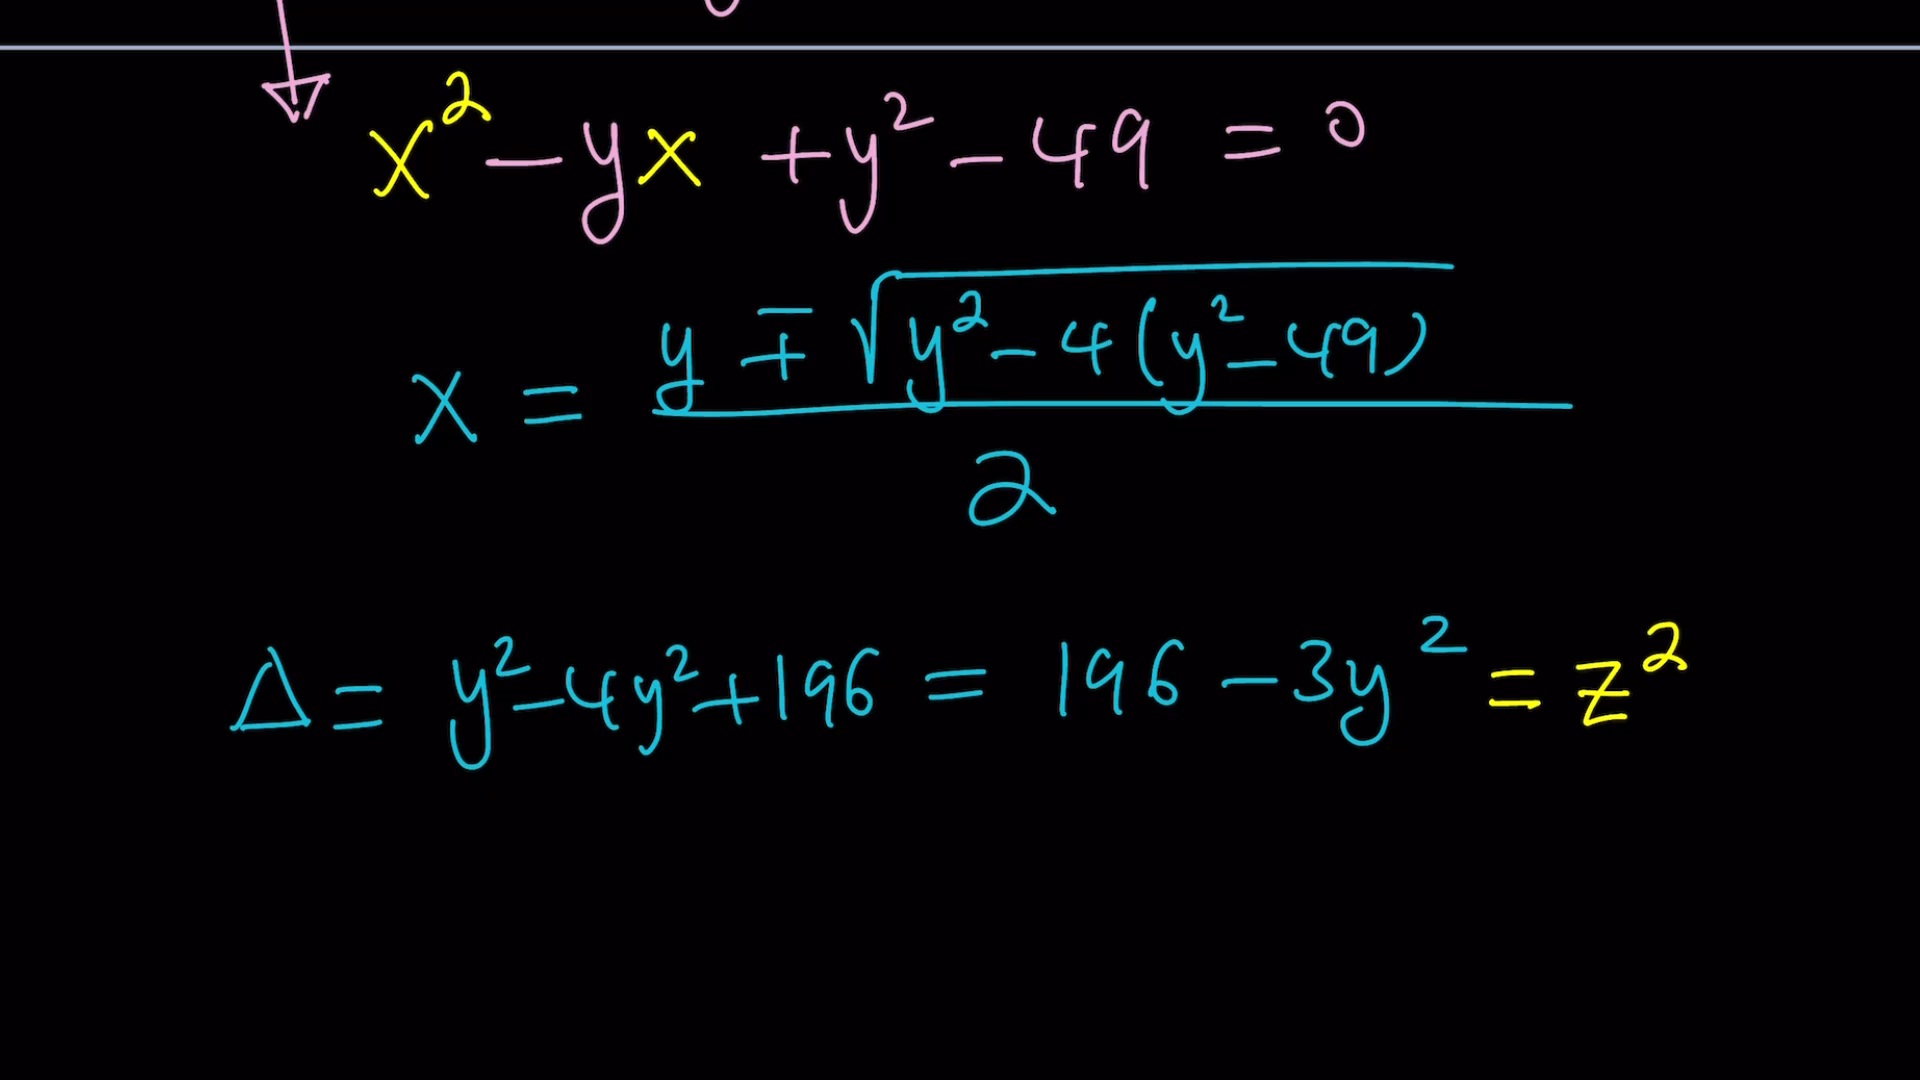 x² - yx + y² - 49 = 0
x = (y ∓ √(y² - 4(y² - 49))) / 2
Δ = y² - 4y² + 196 = 196 - 3y² = z²